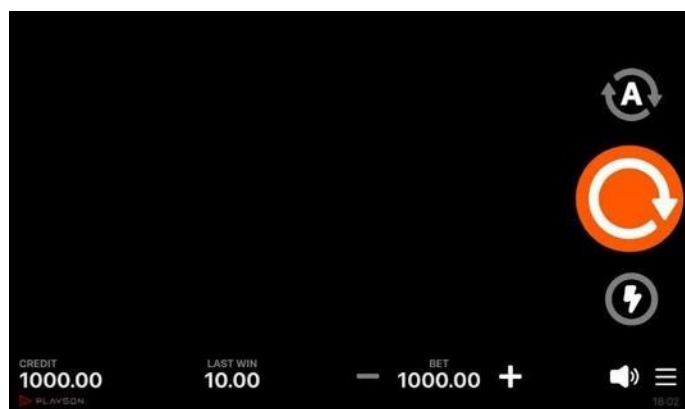 A
CREDIT
1000.00
LAST WIN
10.00
BET
1000.00
PLAYSON
18:02